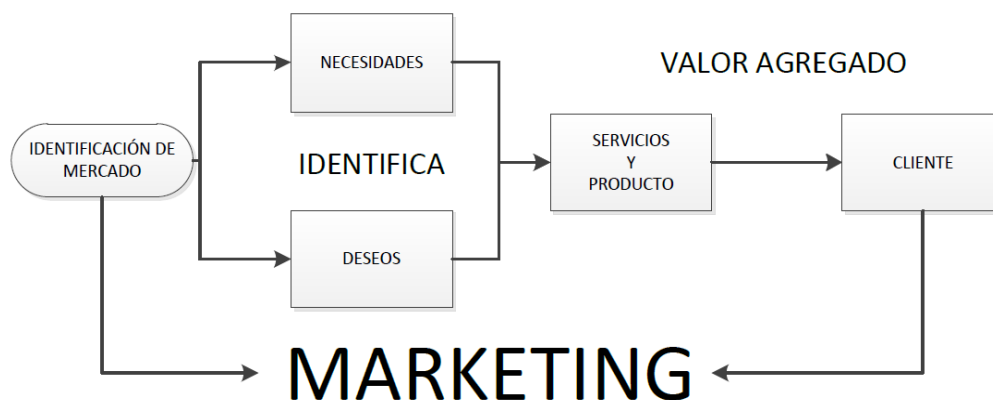 NECESIDADES
VALOR AGREGADO
IDENTIFICACIÓN DE
MERCADO
IDENTIFICA
SERVICIOS
Y
PRODUCTO
CLIENTE
DESEOS
MARKETING